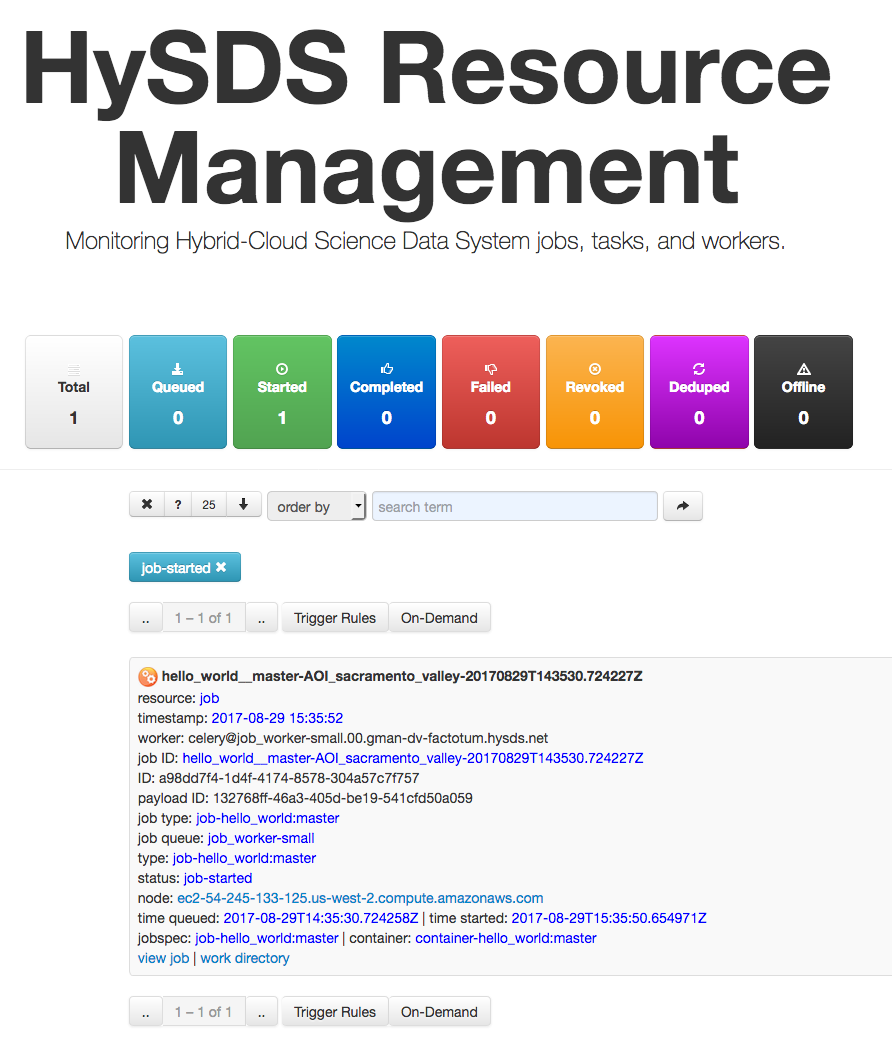 HySDS Resource
Management
Monitoring Hybrid-Cloud Science Data System jobs, tasks, and workers.
Total Queued Started Completed Failed Revoked Deduped Offline
1 0 1 0 0 0 0 0
? 25 order by search term
job-started
.. 1 – 1 of 1 .. Trigger Rules On-Demand
hello_world__master-AOI_sacramento_valley-20170829T143530.724227Z
resource: job
timestamp: 2017-08-29 15:35:52
worker: celery@job_worker-small.00.gman-dv-factotum.hysds.net
job ID: hello_world__master-AOI_sacramento_valley-20170829T143530.724227Z
ID: a98dd7f4-1d4f-4174-8578-304a57c7f757
payload ID: 132768ff-46a3-405d-be19-541cfd50a059
job type: job-hello_world:master
job queue: job_worker-small
type: job-hello_world:master
status: job-started
node: ec2-54-245-133-125.us-west-2.compute.amazonaws.com
time queued: 2017-08-29T14:35:30.724258Z | time started: 2017-08-29T15:35:50.654971Z
jobspec: job-hello_world:master | container: container-hello_world:master
view job | work directory
.. 1 – 1 of 1 .. Trigger Rules On-Demand